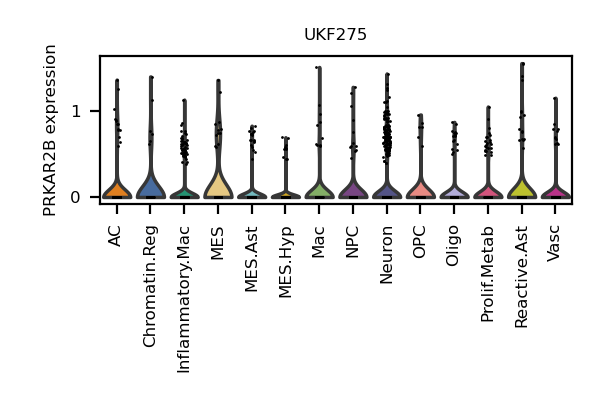 UKF275
PRKAR2B expression
1
0
AC
Chromatin.Reg
Inflammatory.Mac
MES
MES.Ast
MES.Hyp
Mac
NPC
Neuron
OPC
Oligo
Prolif.Metab
Reactive.Ast
Vasc